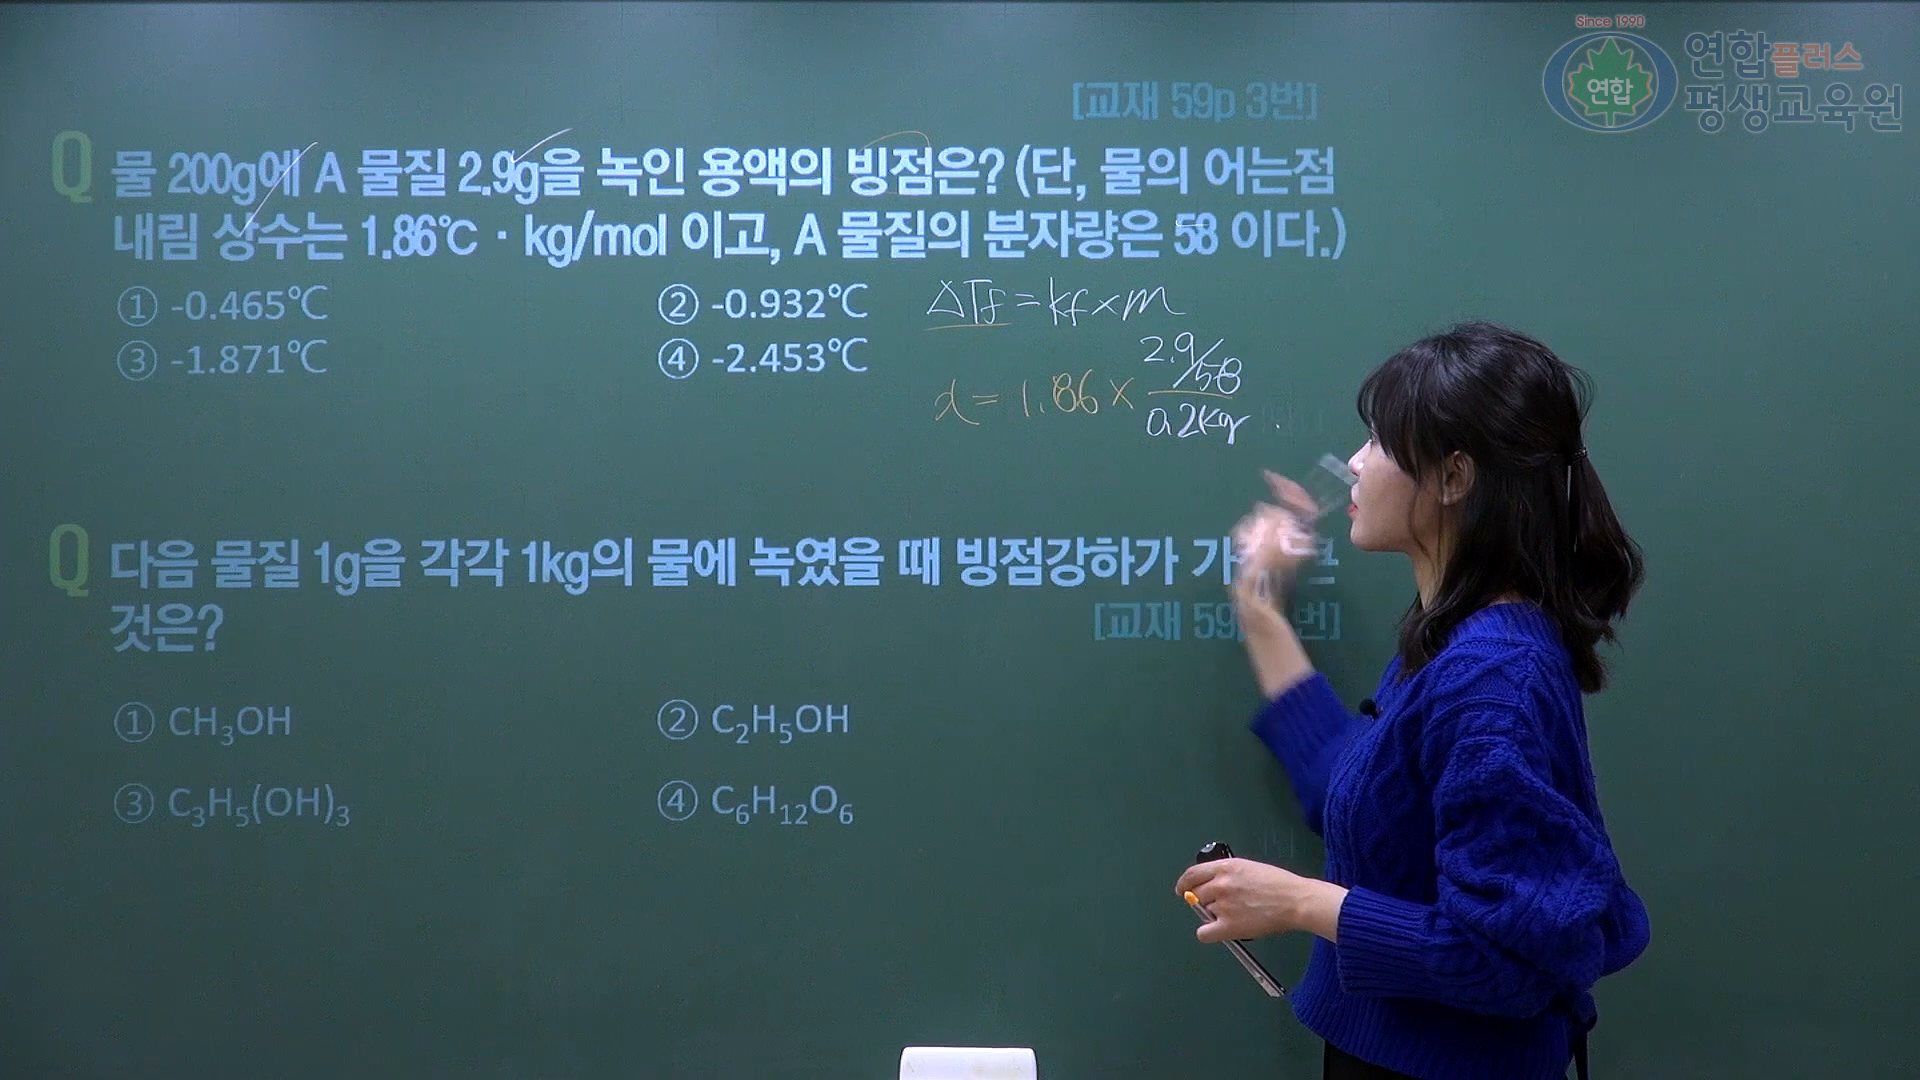 Since 1990
연합
연합플러스
평생교육원
[교재 59p 3번]
Q 물 200g에 A 물질 2.9g을 녹인 용액의 빙점은? (단, 물의 어는점
내림 상수는 1.86℃ · kg/mol 이고, A 물질의 분자량은 58 이다.)
① -0.465℃ ② -0.932℃
③ -1.871℃ ④ -2.453℃
ΔTf = kf × m
= 1.86 × 2.9/58
0.2kg
Q 다음 물질 1g을 각각 1kg의 물에 녹였을 때 빙점강하가
것은?
[교재 59 번]
① CH₃OH ② C₂H₅OH
③ C₃H₅(OH)₃ ④ C₆H₁₂O₆